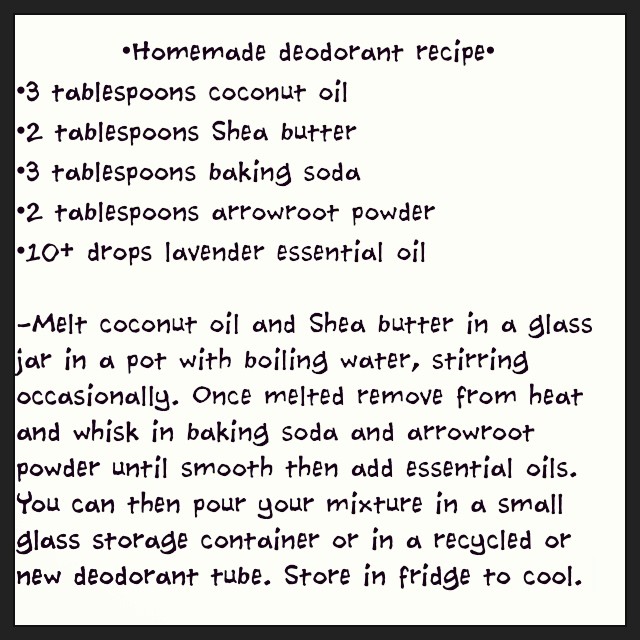 •Homemade deodorant recipe•
•3 tablespoons coconut oil
•2 tablespoons Shea butter
•3 tablespoons baking soda
•2 tablespoons arrowroot powder
•10+ drops lavender essential oil
-Melt coconut oil and Shea butter in a glass
jar in a pot with boiling water, stirring
occasionally. Once melted remove from heat
and whisk in baking soda and arrowroot
powder until smooth then add essential oils.
You can then pour your mixture in a small
glass storage container or in a recycled or
new deodorant tube. Store in fridge to cool.